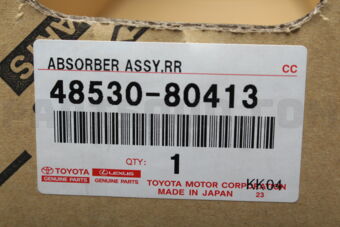 ABSORBER ASSY,RR
CC
48530-80413
QTY: 1
TOYOTA
GENUINE PARTS
LEXUS
GENUINE PARTS
TOYOTA MOTOR CORPORATION
MADE IN JAPAN 23
KK04